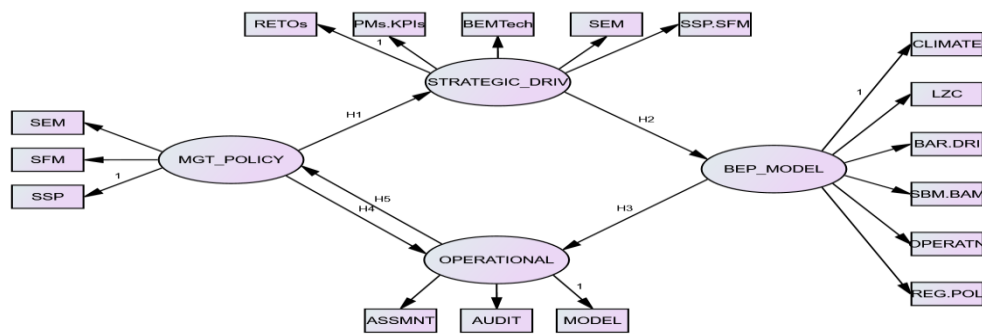 RETOs PMs.KPIs BEMTech SEM SSP.SFM
1
CLIMATE
STRATEGIC_DRIV
1
LZC
H1
H2
SEM
BAR.DRI
SFM
MGT_POLICY
BEP_MODEL
1
SSP
SBM.BAM
H5
H4
H3
OPERATN
OPERATIONAL
1
REG.POL
ASSMNT AUDIT MODEL